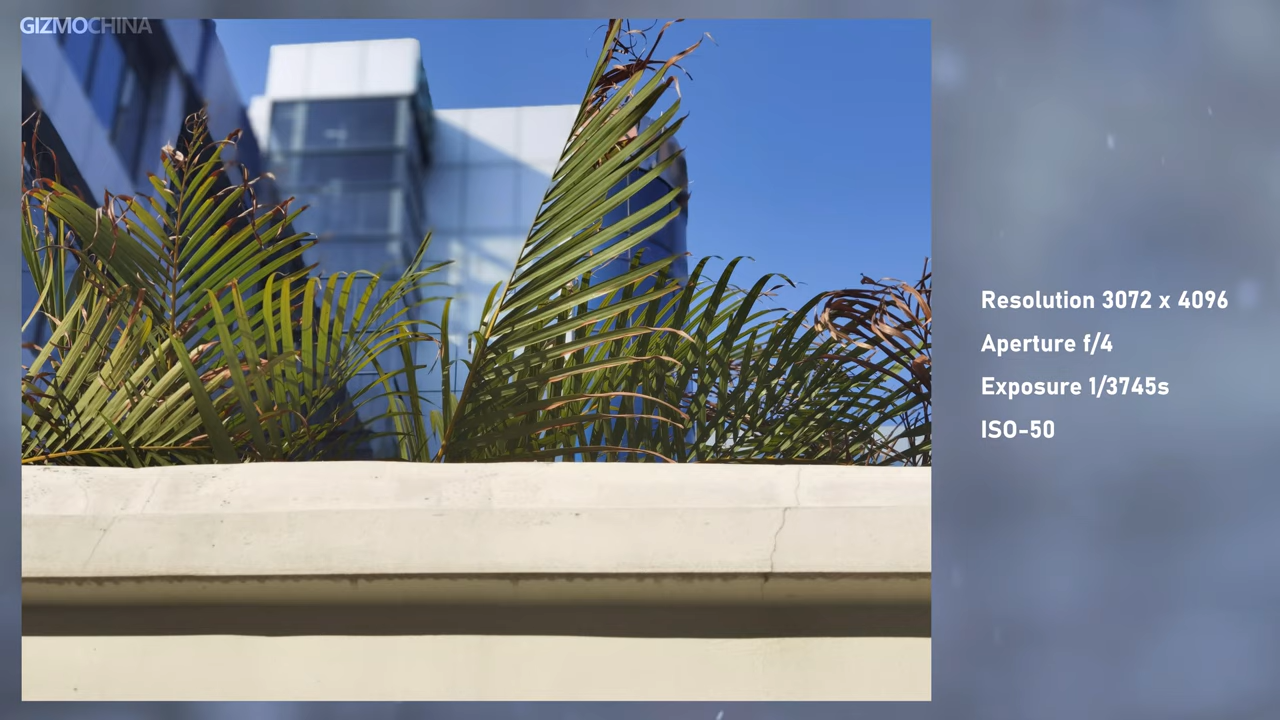 GIZMOCHINA
Resolution 3072 x 4096
Aperture f/4
Exposure 1/3745s
ISO-50